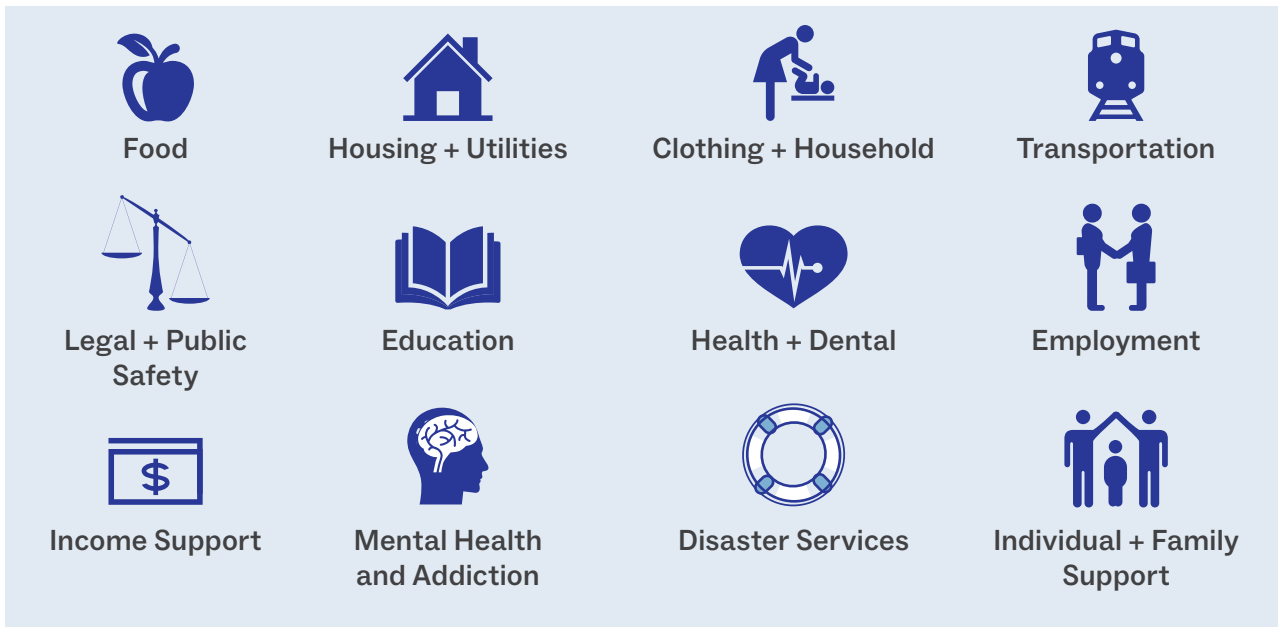 Food
Housing + Utilities
Clothing + Household
Transportation
Legal + Public
Safety
Education
Health + Dental
Employment
$
Income Support
Mental Health
and Addiction
Disaster Services
Individual + Family
Support